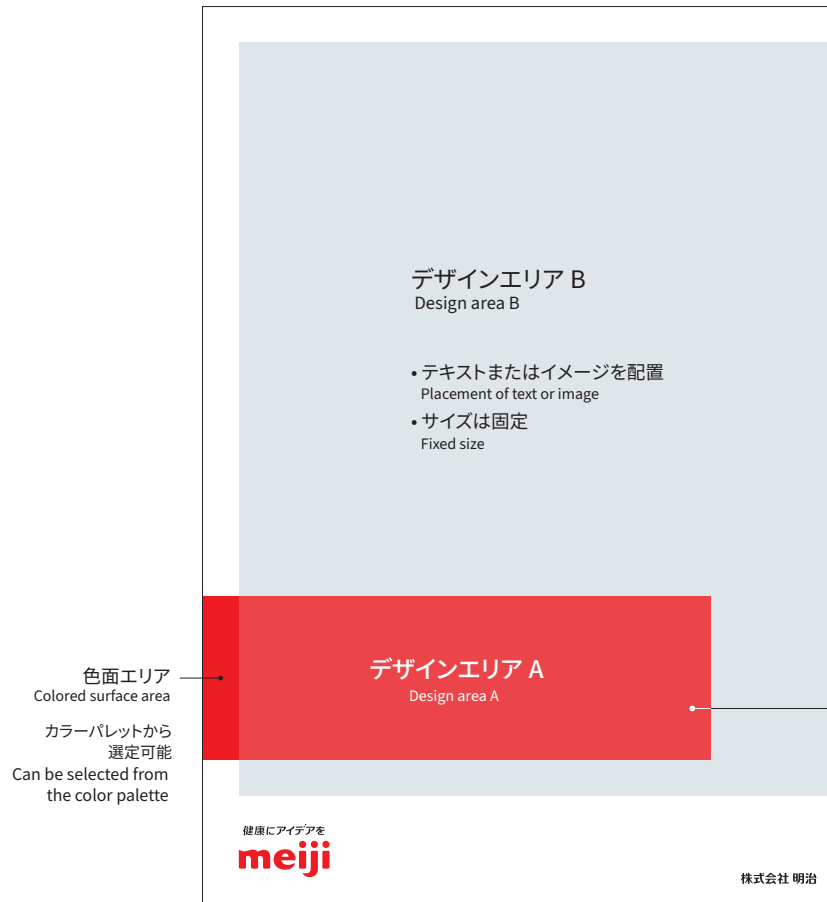 デザインエリア B
Design area B
• テキストまたはイメージを配置
Placement of text or image
• サイズは固定
Fixed size
デザインエリア A
Design area A
色面エリア
Colored surface area
カラーパレットから
選定可能
Can be selected from
the color palette
健康にアイデアを
meiji
株式会社 明治